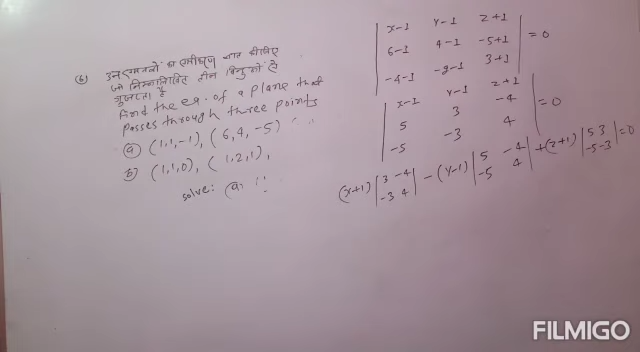 (6) उन समतलों का समीकरण ज्ञात कीजिए
जो निम्नलिखित तीन बिंदुओं से
गुजरता है
find the eq. of a plane that
passes through three points
(a) (1,1,-1), (6,4,-5)
(b) (1,1,0), (1,2,1),
solve: (a)
| x-1 y-1 z+1 |
| 6-1 4-1 -5+1 | =0
| -4-1 -2-1 3+1 |
| x-1 y-1 z+1 |
| 5 3 -4 | =0
| -5 -3 4 |
(x+1) | 3 -4 | - (y-1) | 5 -4 | + (z+1) | 5 3 | =0
| -3 4 | | -5 4 | | -5 -3 |
FILMIGO